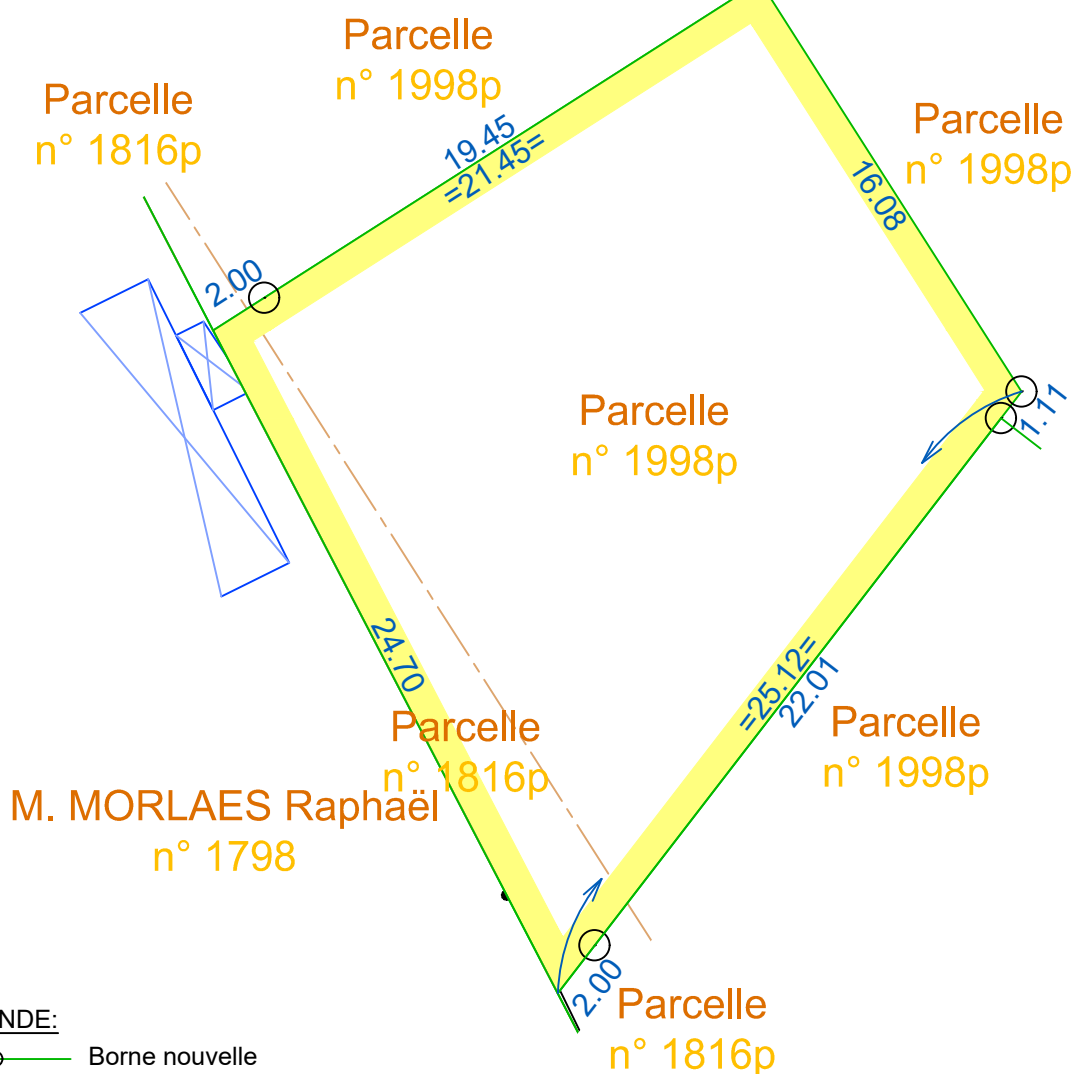 Parcelle
n° 1998p
Parcelle
n° 1816p
Parcelle
n° 1998p
19.45
=21.45=
16.08
2.00
1.11
Parcelle
n° 1998p
24.70
=25.12=
22.01
Parcelle
n° 1816p
Parcelle
n° 1998p
M. MORLAES Raphaël
n° 1798
2.00
Parcelle
n° 1816p
NDE:
Borne nouvelle